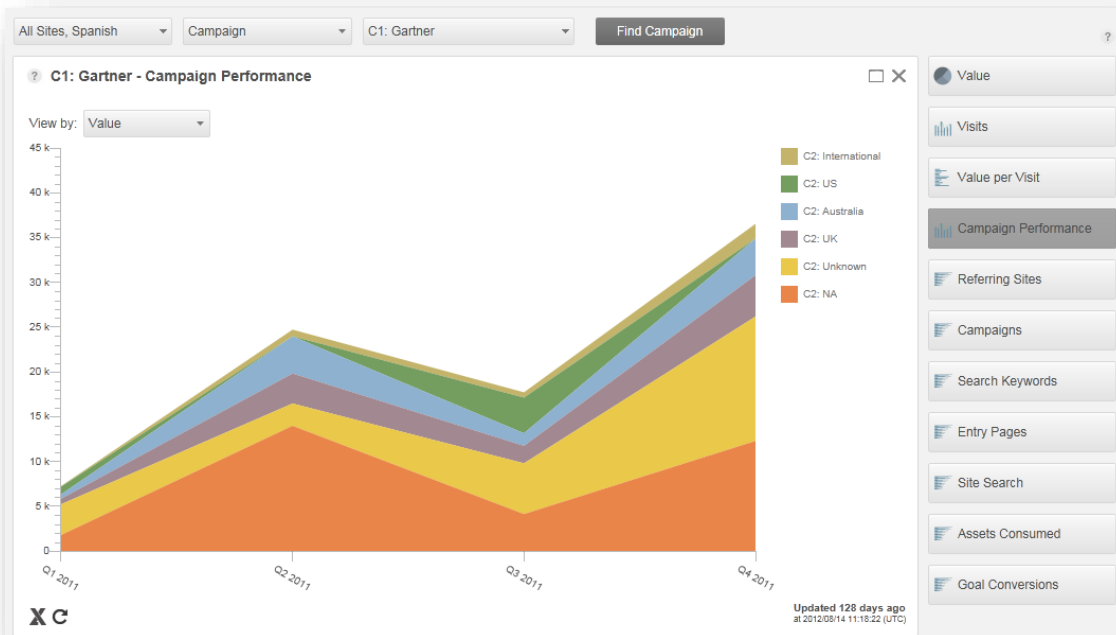 All Sites, Spanish
Campaign
C1: Gartner
Find Campaign
?
? C1: Gartner - Campaign Performance
View by: Value
45 k
40 k
35 k
30 k
25 k
20 k
15 k
10 k
5 k
0
Q1 2011
Q2 2011
Q3 2011
Q4 2011
C2: International
C2: US
C2: Australia
C2: UK
C2: Unknown
C2: NA
X
Updated 128 days ago
at 2012/08/14 11:18:22 (UTC)
Value
Visits
Value per Visit
Campaign Performance
Referring Sites
Campaigns
Search Keywords
Entry Pages
Site Search
Assets Consumed
Goal Conversions